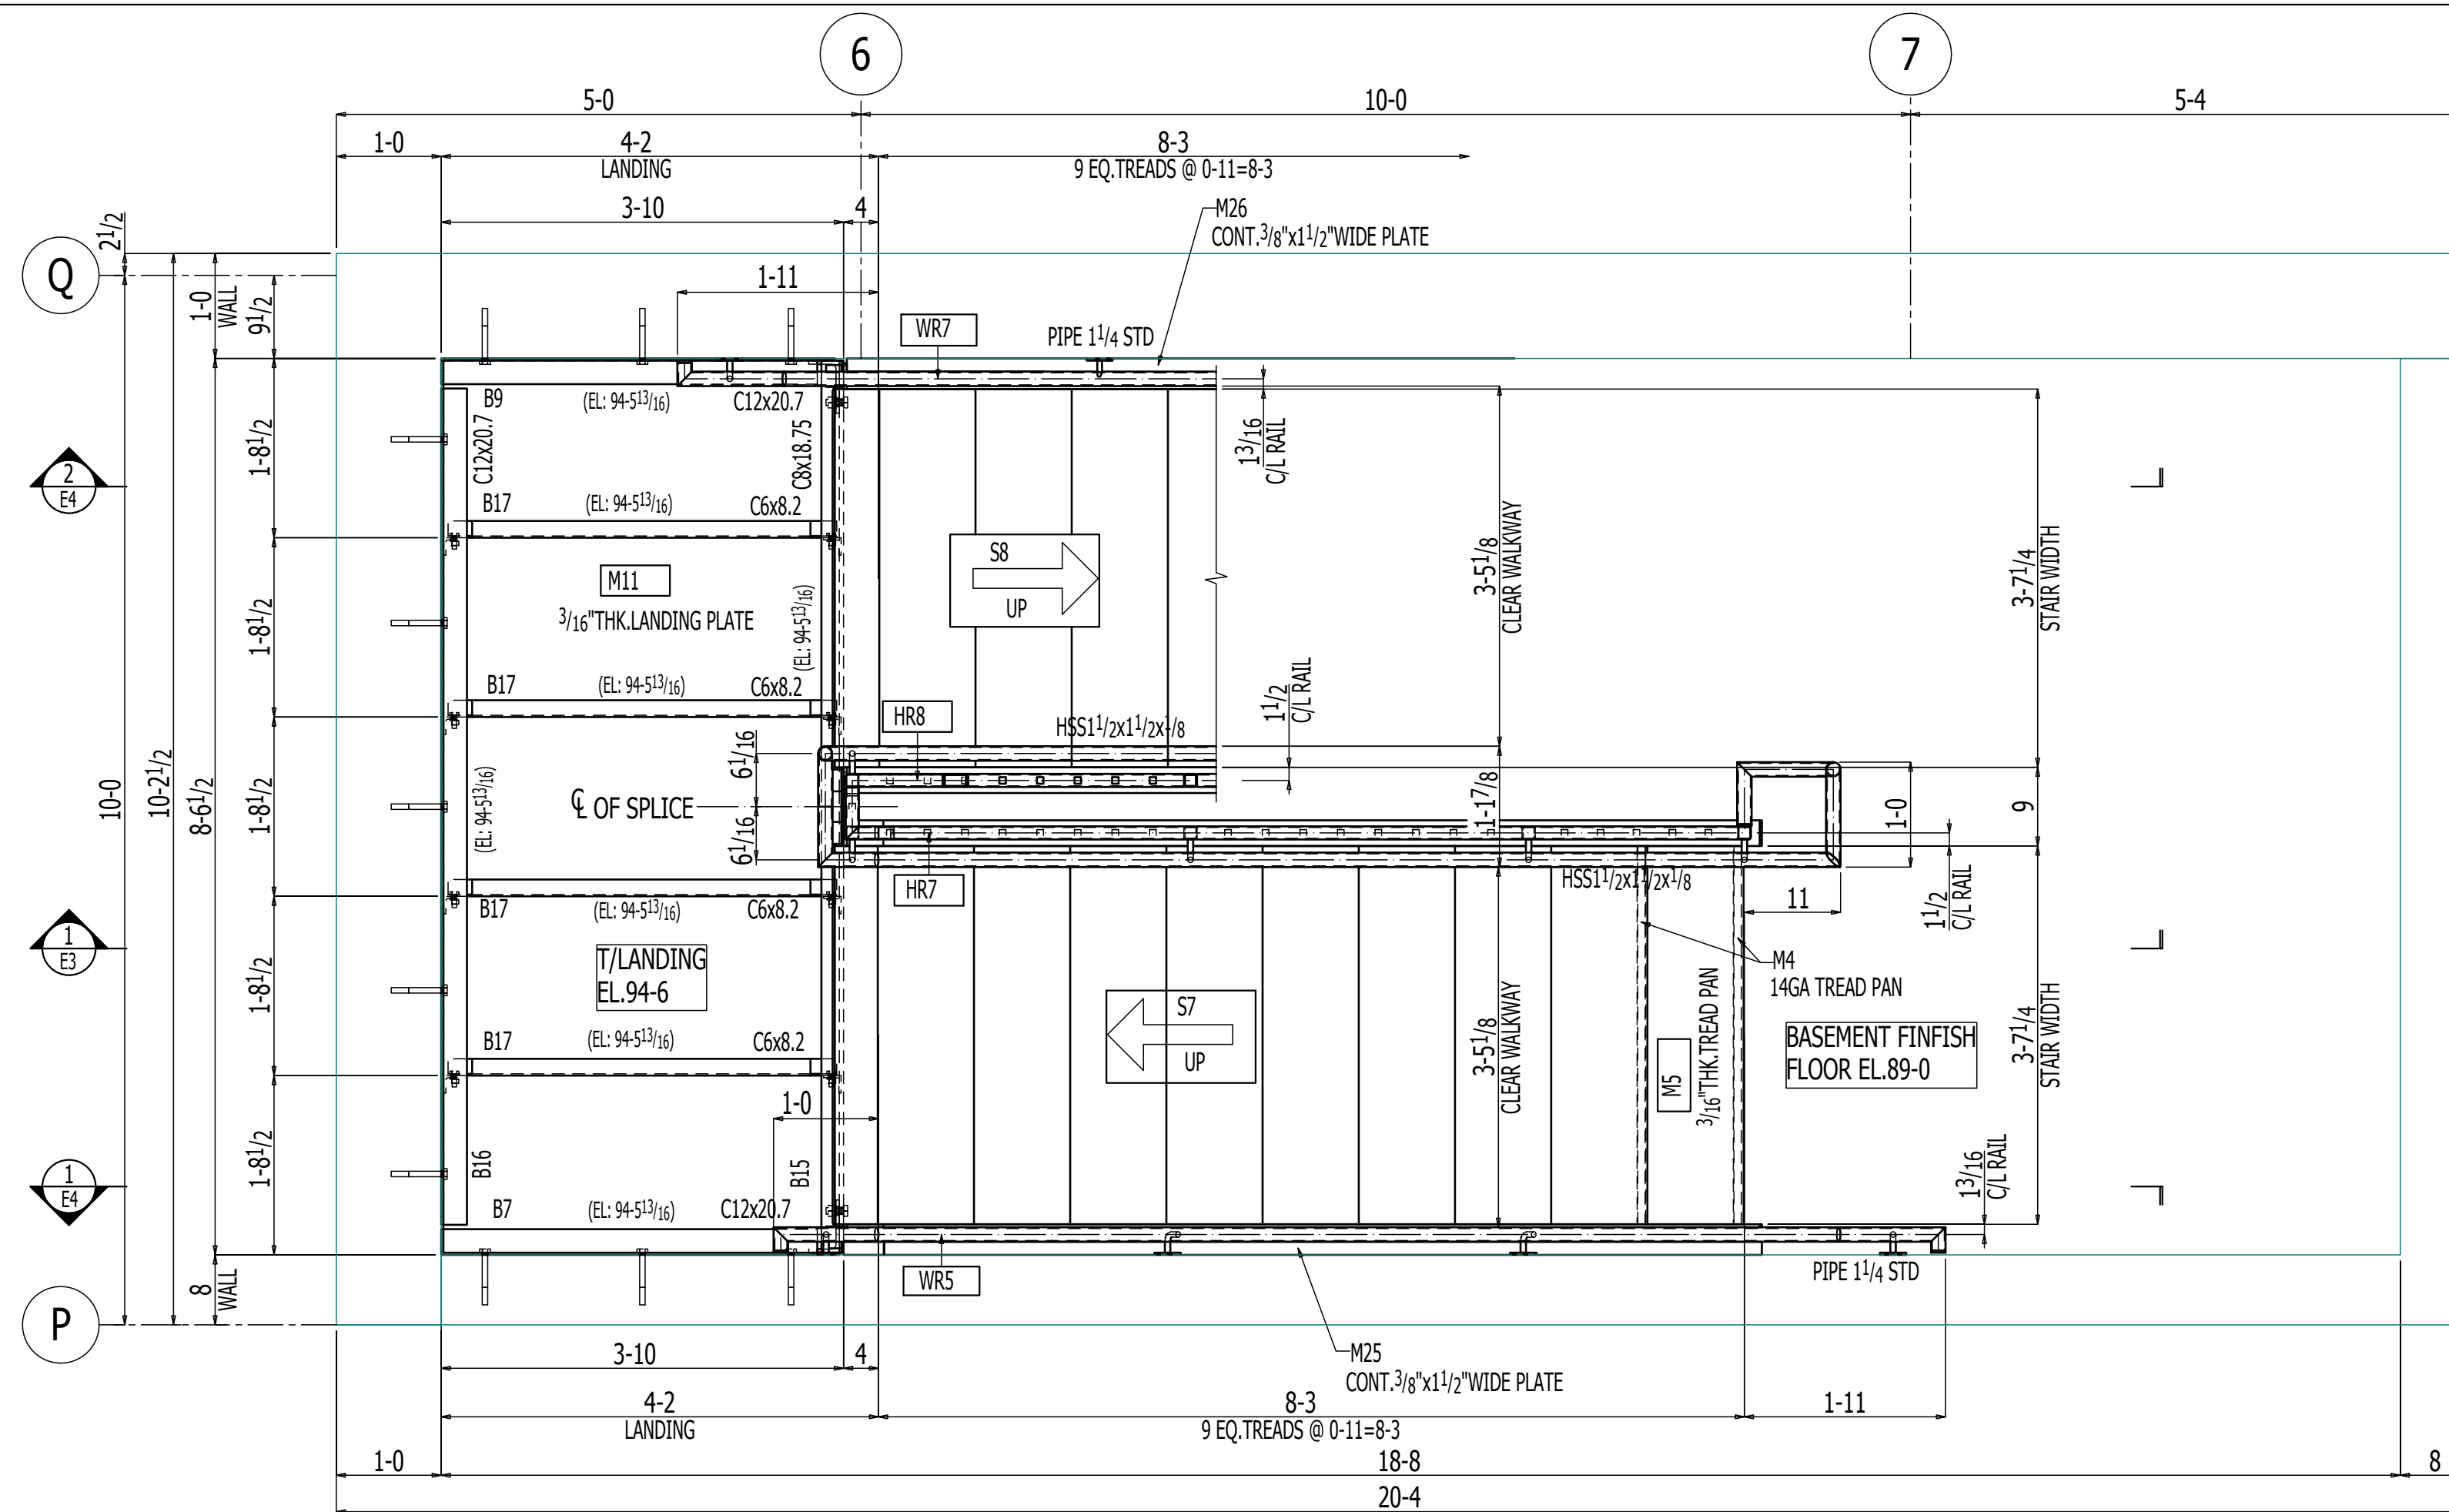 6
7
5-0
10-0
5-4
1-0
4-2
LANDING
8-3
9 EQ.TREADS @ 0-11=8-3
3-10
4
M26
CONT.3/8"x11/2"WIDE PLATE
21/2
Q
1-0
WALL
91/2
1-11
WR7
PIPE 11/4 STD
B9
(EL: 94-513/16)
C12x20.7
C12x20.7
C8x18.75
13/16
C/L RAIL
1-81/2
2
E4
B17
(EL: 94-513/16)
C6x8.2
S8
UP
3-51/8
CLEAR WALKWAY
3-71/4
STAIR WIDTH
M11
3/16"THK.LANDING PLATE
(EL: 94-513/16)
1-81/2
B17
(EL: 94-513/16)
C6x8.2
HR8
HSS11/2x11/2x1/8
11/2
C/L RAIL
10-0
10-21/2
8-61/2
1-81/2
(EL: 94-513/16)
℄ OF SPLICE
61/16
61/16
1-17/8
1-0
9
HR7
HSS11/2x11/2x1/8
11
11/2
C/L RAIL
B17
(EL: 94-513/16)
C6x8.2
1
E3
T/LANDING
EL.94-6
1-81/2
M4
14GA TREAD PAN
S7
UP
3-51/8
CLEAR WALKWAY
M5
3/16"THK.TREAD PAN
BASEMENT FINFISH
FLOOR EL.89-0
3-71/4
STAIR WIDTH
B17
(EL: 94-513/16)
C6x8.2
1-0
1-81/2
B16
B15
1
E4
B7
(EL: 94-513/16)
C12x20.7
13/16
C/L RAIL
8
WALL
WR5
PIPE 11/4 STD
P
3-10
4
M25
CONT.3/8"x11/2"WIDE PLATE
4-2
LANDING
8-3
9 EQ.TREADS @ 0-11=8-3
1-11
1-0
18-8
8
20-4